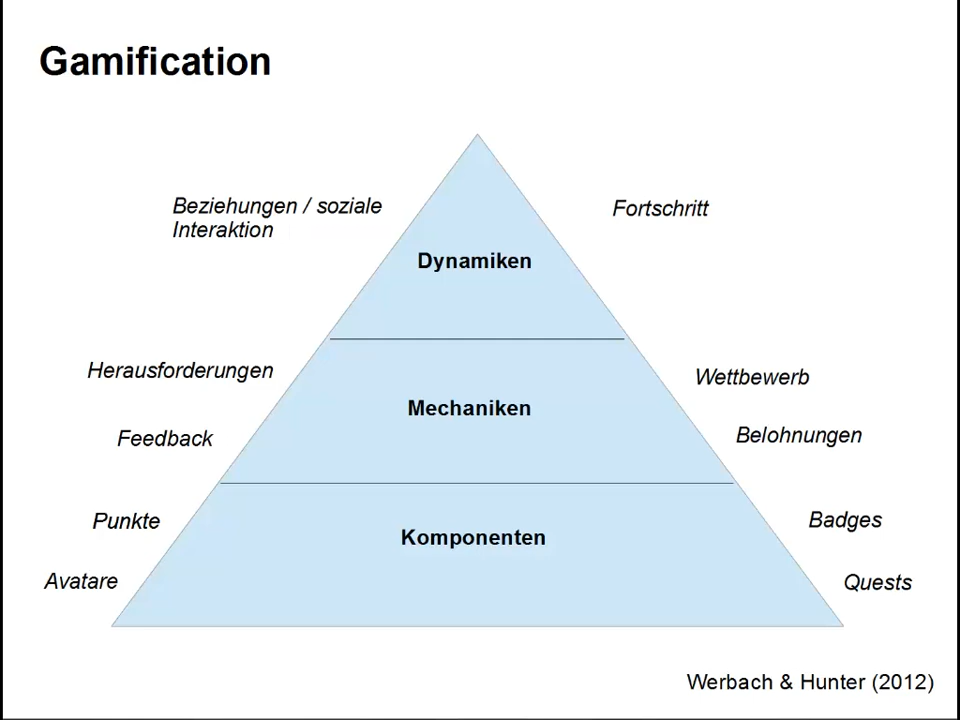 Gamification
Beziehungen / soziale
Interaktion
Fortschritt
Dynamiken
Herausforderungen
Wettbewerb
Mechaniken
Feedback
Belohnungen
Punkte
Badges
Komponenten
Avatare
Quests
Werbach & Hunter (2012)